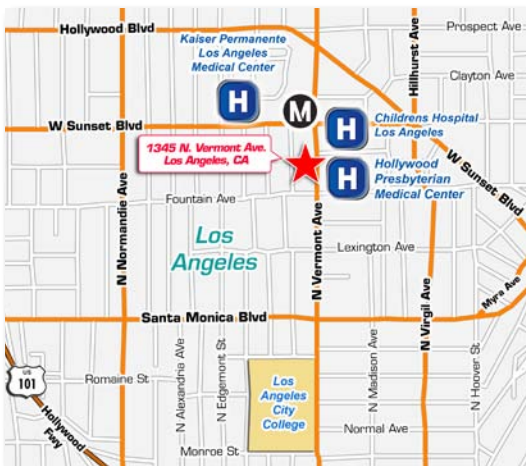 Hollywood Blvd
Prospect Ave
Kaiser Permanente
Los Angeles
Medical Center
Hillhurst Ave
Clayton Ave
H
M
H
Childrens Hospital
Los Angeles
W Sunset Blvd
1345 N. Vermont Ave.
Los Angeles, CA
H
Hollywood
Presbyterian
Medical Center
W Sunset Blvd
N Normandie Ave
Fountain Ave
Los
Angeles
N Vermont Ave
Lexington Ave
Myra Ave
Santa Monica Blvd
N Virgil Ave
US
101
Hollywood
Fwy
Romaine St
N Alexandria AVe
N Edgemont St
Los
Angeles
City
College
N Madison Ave
N Hoover St
Normal Ave
Monroe St